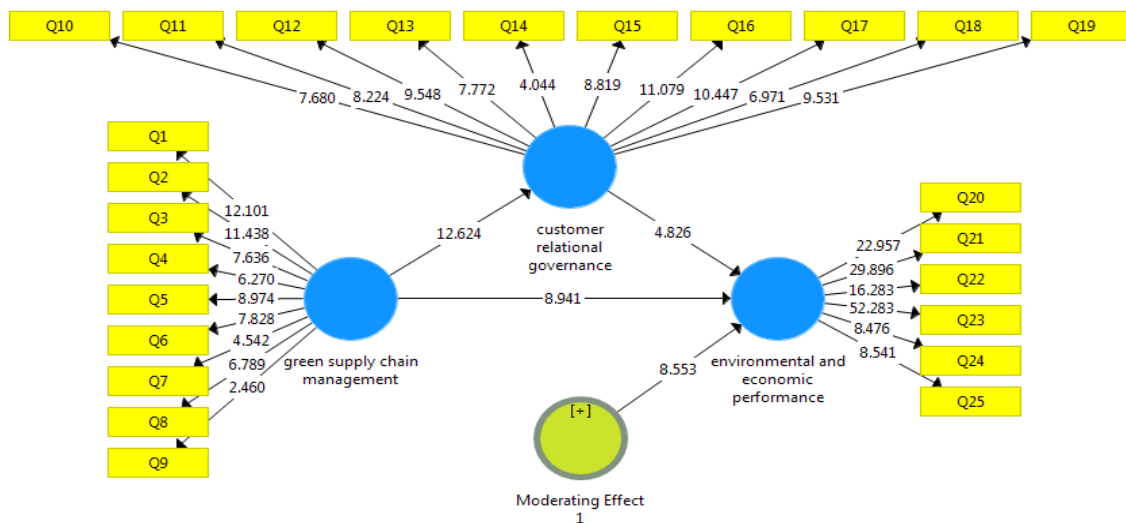 Q10 Q11 Q12 Q13 Q14 Q15 Q16 Q17 Q18 Q19
7.680 8.224 9.548 7.772 4.044 8.819 11.079 10.447 6.971 9.531
Q1
Q2
Q3
Q4
Q5
Q6
Q7
Q8
Q9
12.101
11.438
7.636
6.270
8.974
7.828
4.542
6.789
2.460
green supply chain
management
12.624
customer
relational
governance
4.826
8.941
8.553
[+]
Moderating Effect
1
environmental and
economic
performance
22.957
29.896
16.283
52.283
8.476
8.541
Q20
Q21
Q22
Q23
Q24
Q25